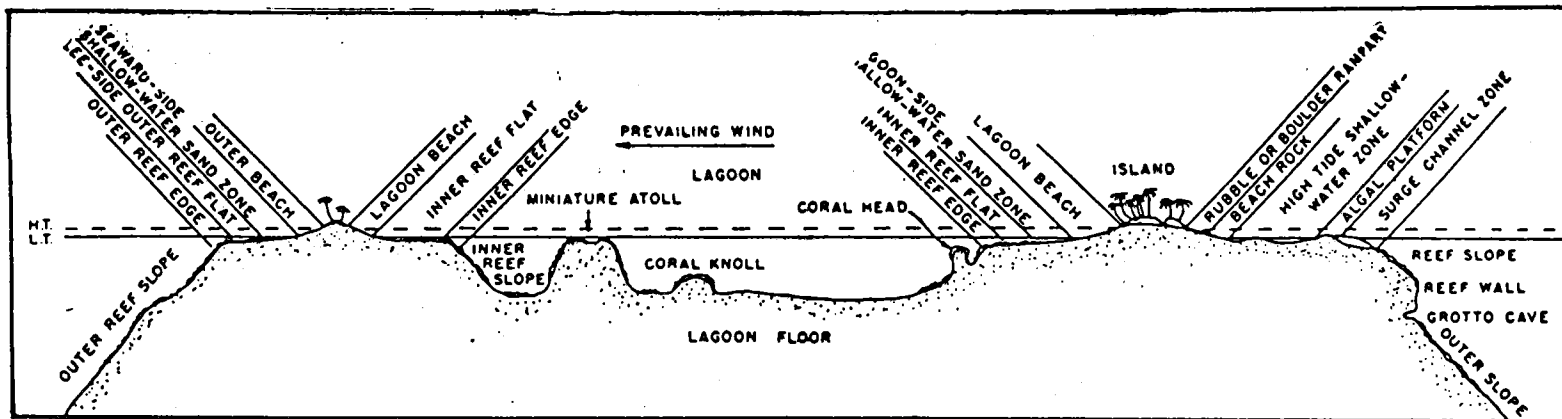 SEAWARD-SIDE
SHALLOW-WATER SAND ZONE
LEE-SIDE OUTER REEF FLAT
OUTER REEF EDGE
OUTER BEACH
LAGOON BEACH
INNER REEF FLAT
INNER REEF EDGE
PREVAILING WIND
LAGOON
MINIATURE ATOLL
GOON-SIDE
ALLOW-WATER SAND ZONE
INNER REEF FLAT
INNER REEF EDGE
LAGOON BEACH
CORAL HEAD
ISLAND
RUBBLE OR BOULDER RAMPART
BEACH ROCK
HIGH TIDE SHALLOW-
WATER ZONE
ALGAL PLATFORM
SURGE CHANNEL ZONE
H.T.
L.T.
OUTER REEF SLOPE
INNER
REEF
SLOPE
CORAL KNOLL
LAGOON FLOOR
REEF SLOPE
REEF WALL
GROTTO CAVE
OUTER SLOPE